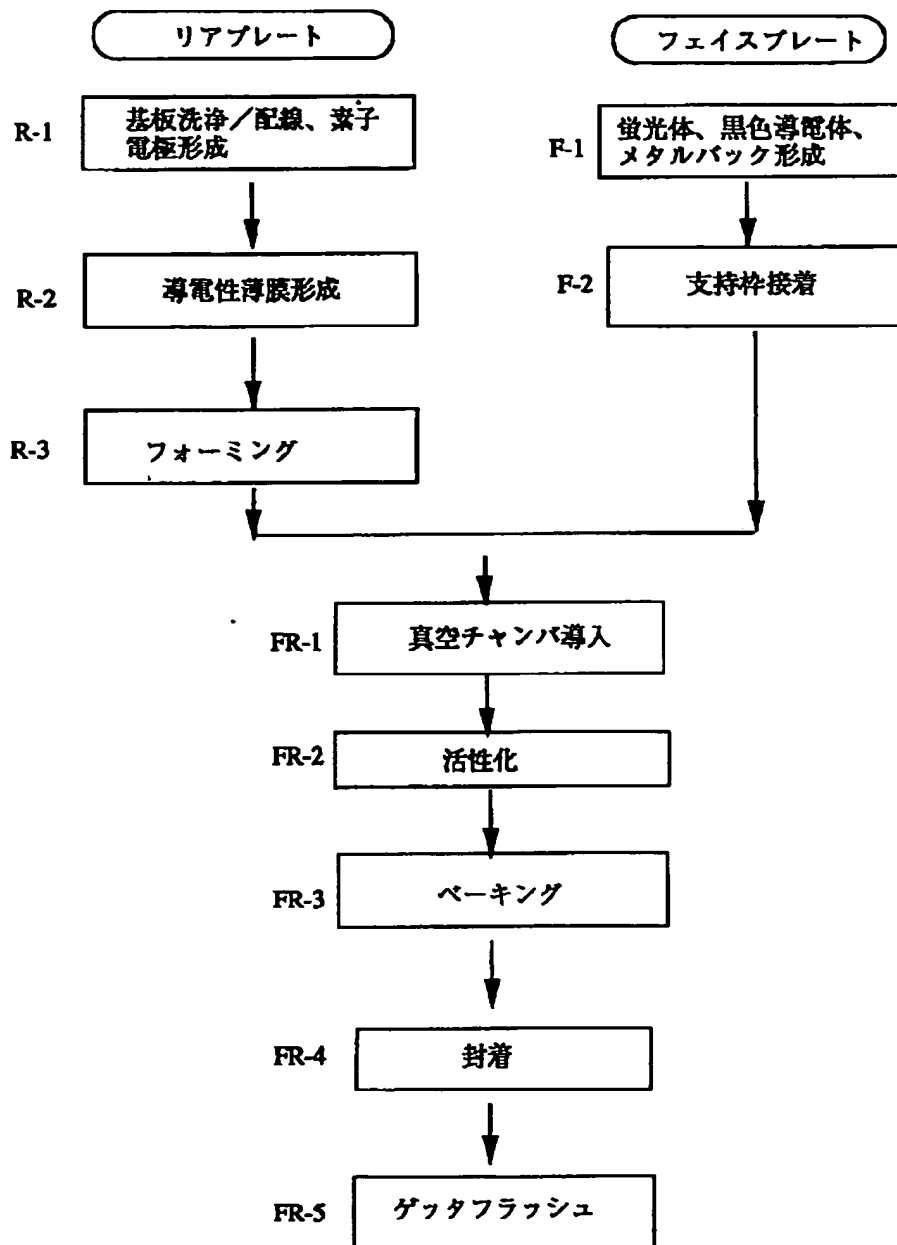 リアプレート
フェイスプレート
R-1
基板洗浄／配線、素子
電極形成
F-1
蛍光体、黒色導電体、
メタルバック形成
R-2
導電性薄膜形成
F-2
支持枠接着
R-3
フォーミング
FR-1
真空チャンバ導入
FR-2
活性化
FR-3
ベーキング
FR-4
封着
FR-5
ゲッタフラッシュ